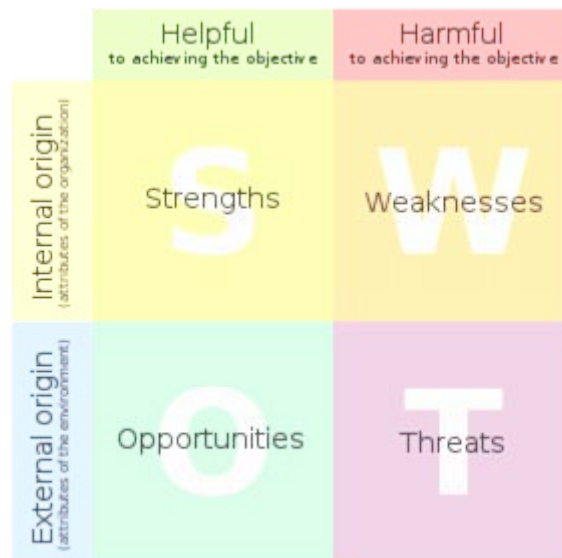 Helpful
to achieving the objective
Harmful
to achieving the objective
Internal origin
(attributes of the organization)
S
Strengths
W
Weaknesses
External origin
(attributes of the environment)
O
Opportunities
T
Threats